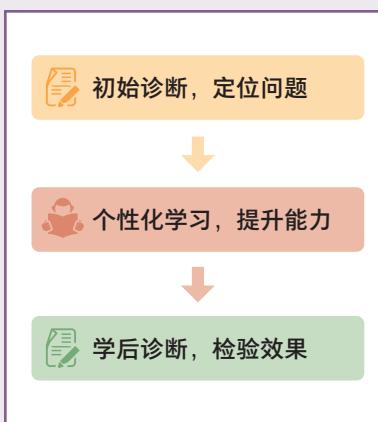 初始诊断，定位问题
个性化学习，提升能力
学后诊断，检验效果